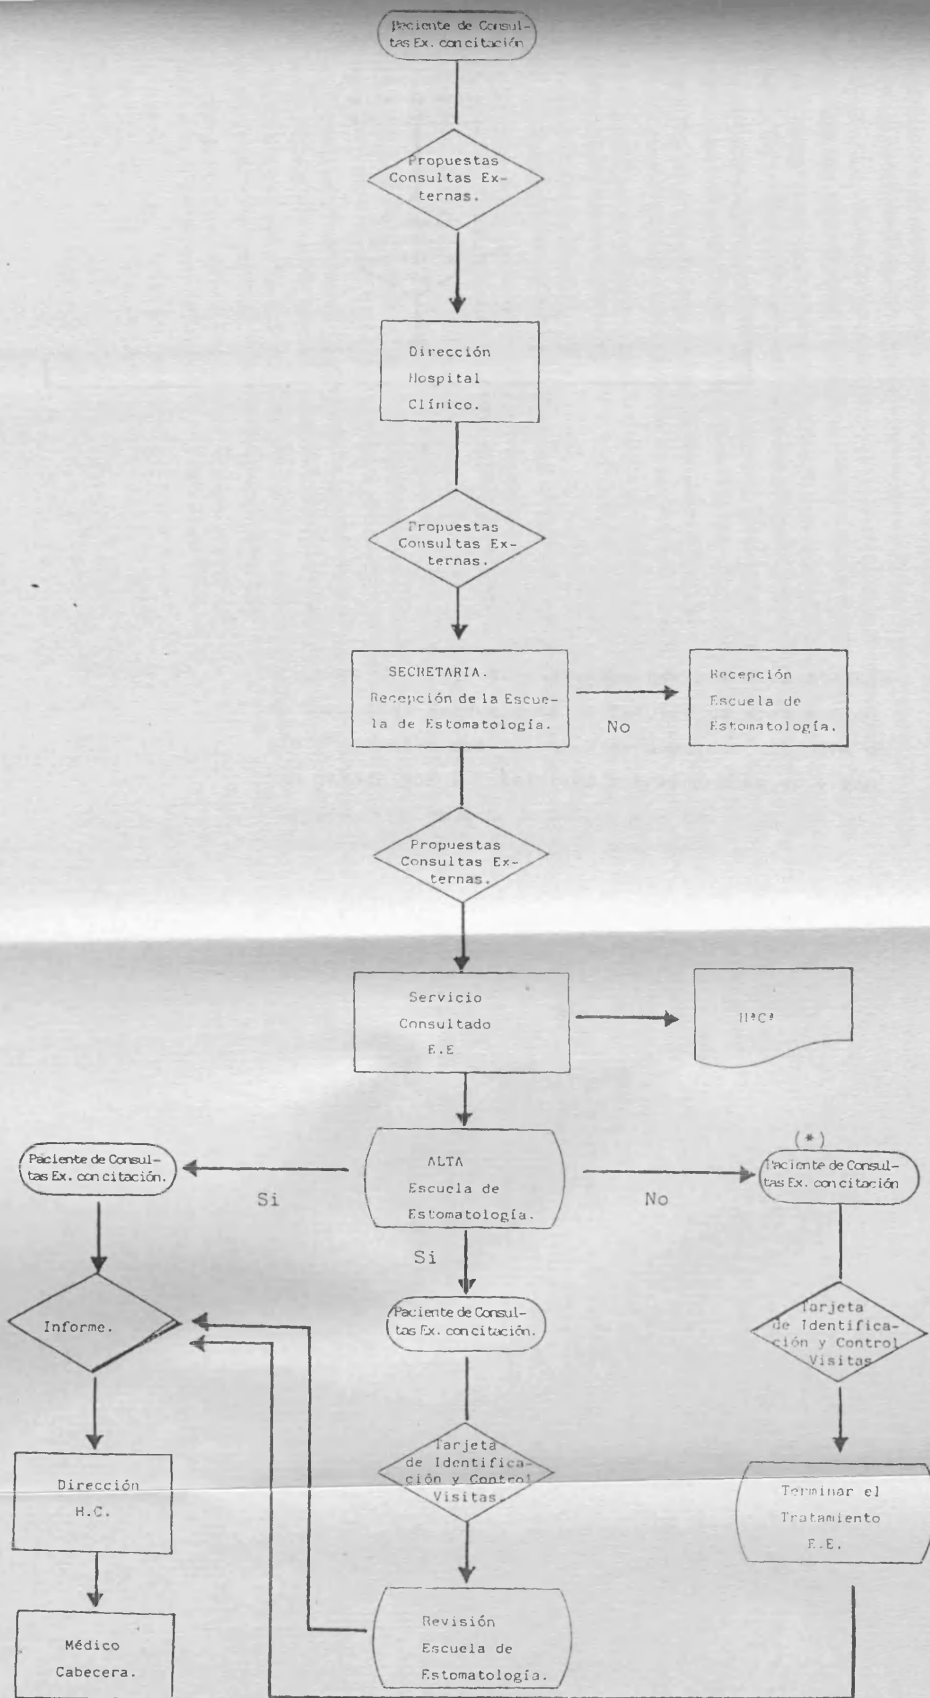 Paciente de Consul-
tas Ex. con citación
Propuestas
Consultas Ex-
ternas.
Dirección
Hospital
Clínico.
Propuestas
Consultas Ex-
ternas.
SECRETARIA.
Recepción de la Escue-
la de Estomatología.
No
Recepción
Escuela de
Estomatología.
Propuestas
Consultas Ex-
ternas.
Servicio
Consultado
E.E
HªCª
Paciente de Consul-
tas Ex. con citación.
Si
ALTA
Escuela de
Estomatología.
No
(*)
Paciente de Consul-
tas Ex. con citación
Si
Informe.
Paciente de Consul-
tas Ex. con citación.
Tarjeta
de Identifica-
ción y Control
Visitas
Dirección
H.C.
Tarjeta
de Identifica-
ción y Control
Visitas.
Terminar el
Tratamiento
E.E.
Médico
Cabecera.
Revisión
Escuela de
Estomatología.